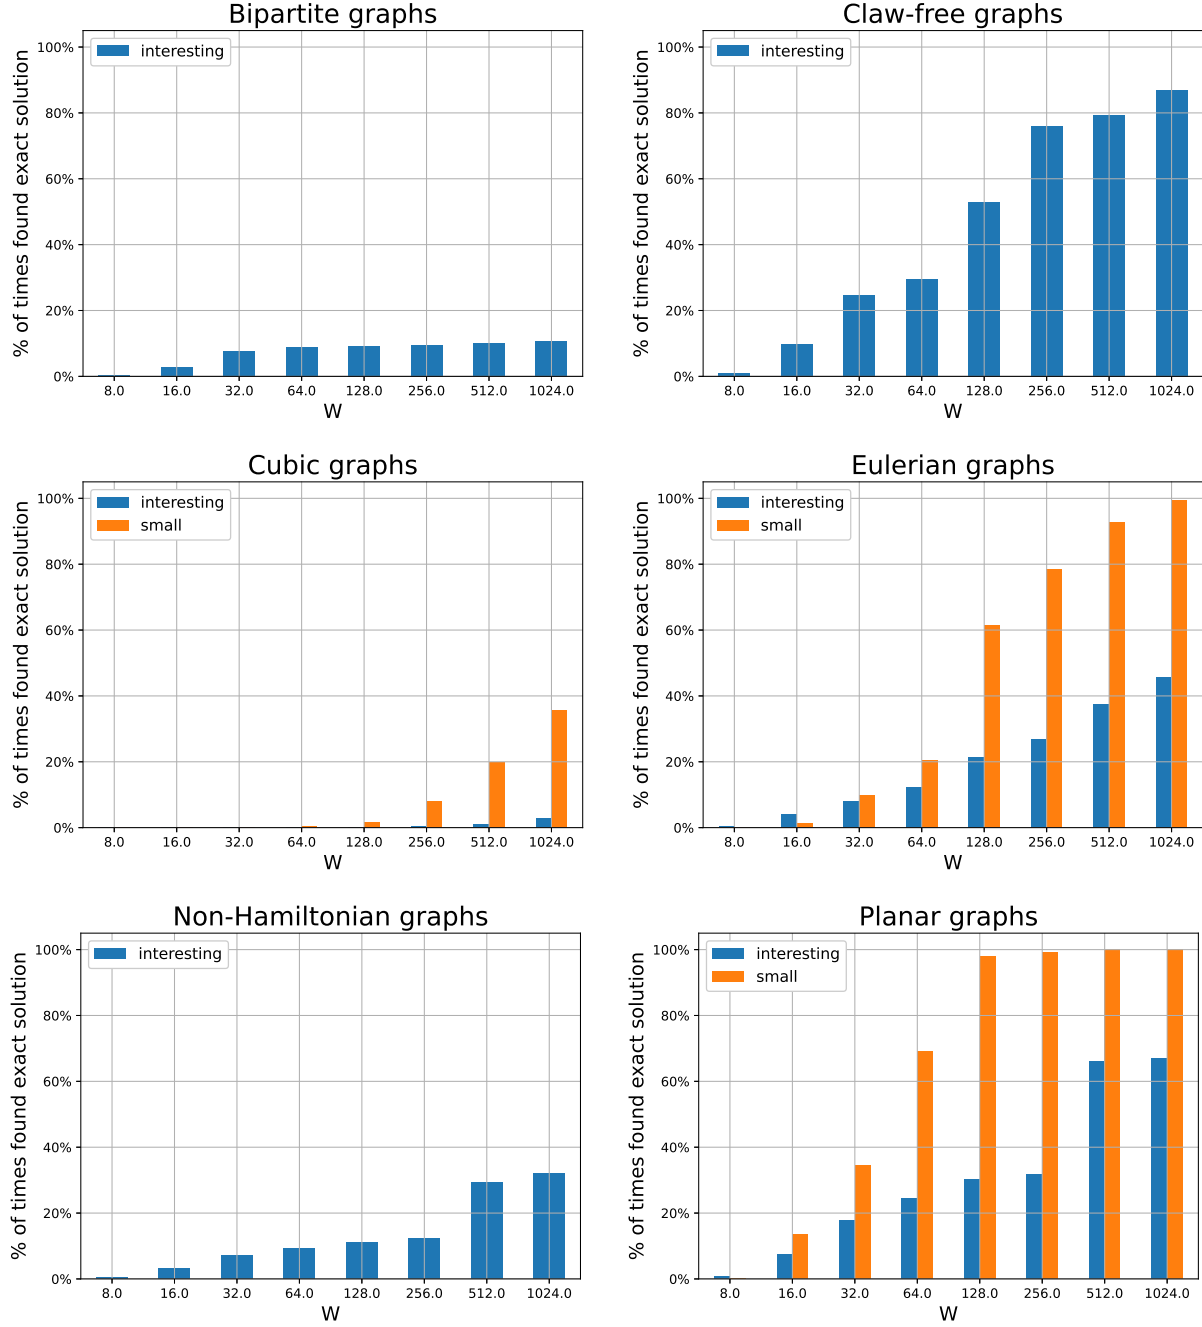 Bipartite graphs
% of times found exact solution
100%
80%
60%
40%
20%
0%
interesting
8.0 16.0 32.0 64.0 128.0 256.0 512.0 1024.0
W
Claw-free graphs
% of times found exact solution
100%
80%
60%
40%
20%
0%
interesting
8.0 16.0 32.0 64.0 128.0 256.0 512.0 1024.0
W
Cubic graphs
% of times found exact solution
100%
80%
60%
40%
20%
0%
interesting
small
8.0 16.0 32.0 64.0 128.0 256.0 512.0 1024.0
W
Eulerian graphs
% of times found exact solution
100%
80%
60%
40%
20%
0%
interesting
small
8.0 16.0 32.0 64.0 128.0 256.0 512.0 1024.0
W
Non-Hamiltonian graphs
% of times found exact solution
100%
80%
60%
40%
20%
0%
interesting
8.0 16.0 32.0 64.0 128.0 256.0 512.0 1024.0
W
Planar graphs
% of times found exact solution
100%
80%
60%
40%
20%
0%
interesting
small
8.0 16.0 32.0 64.0 128.0 256.0 512.0 1024.0
W